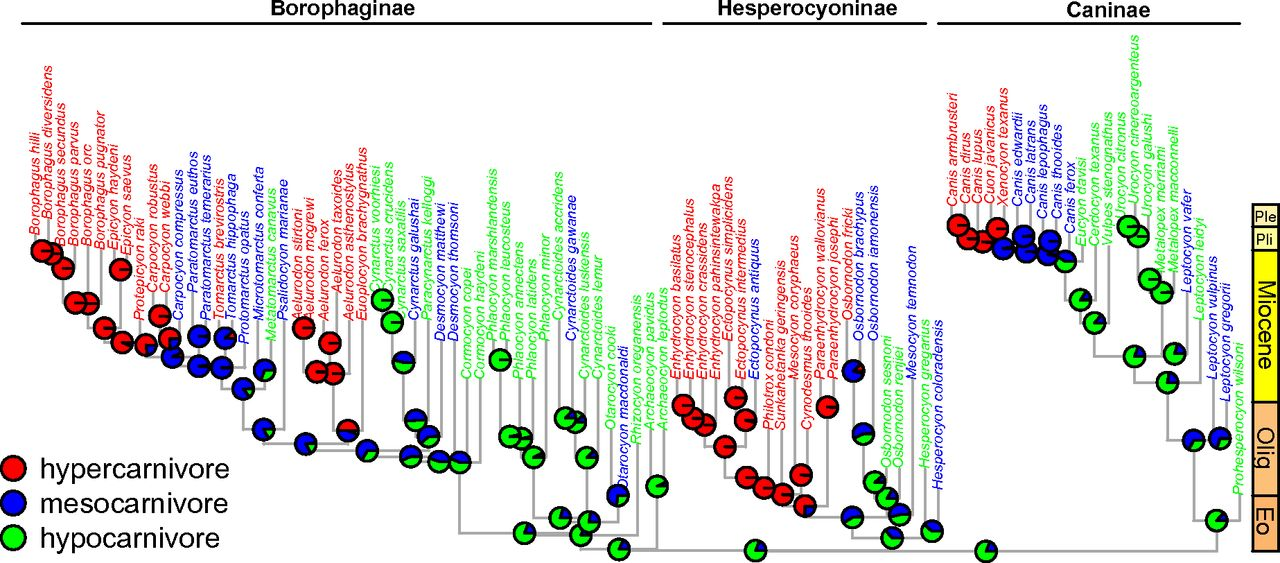 Borophaginae
Hesperocyoninae
Caninae
Borophagus hilli
Borophagus diversidens
Borophagus secundus
Borophagus parvus
Borophagus orc
Borophagus pugnator
Epicyon haydeni
Epicyon saevus
Protepicyon raki
Carpocyon robustus
Carpocyon webbi
Carpocyon compressus
Paratomarctus euthos
Paratomarctus temerarius
Tomarctus brevirostris
Tomarctus hippophaga
Protomarctus opatus
Microtomarctus conferta
Metatomarctus canavus
Psalidocyon marianae
Aelurodon stirtoni
Aelurodon mcgrewi
Aelurodon ferox
Aelurodon taxoides
Aelurodon asthenostylus
Euoplocyon brachygnathus
Cynarctus voorhiesi
Cynarctus crucidens
Cynarctus saxatilis
Cynarctus galushai
Paracynarctus kelloggi
Desmocyon matthewi
Desmocyon thomsoni
Cormocyon copei
Cormocyon haydeni
Phlaocyon marshlandensis
Phlaocyon leucosteus
Phlaocyon annectens
Phlaocyon latidens
Phlaocyon minor
Cynarctoides acridens
Cynarctoides gawanae
Cynarctoides luskensis
Cynarctoides lemur
Otarocyon cooki
Otarocyon macdonaldi
Rhizocyon oregonensis
Archaeocyon pavidus
Archaeocyon leptodus
Enhydrocyon basilatus
Enhydrocyon stenocephalus
Enhydrocyon crassidens
Enhydrocyon pahinsintewakpa
Ectopocynus simplicidens
Ectopocynus intermedius
Ectopocynus antiquus
Philotrox condoni
Sunkahetanka geringensis
Mesocyon coryphaeus
Cynodesmus thooides
Paraenhydrocyon wallovianus
Paraenhydrocyon josephi
Osbornodon fricki
Osbornodon brachypus
Osbornodon iamonensis
Osbornodon sesnoni
Osbornodon renjiei
Mesocyon temnodon
Hesperocyon gregarius
Hesperocyon coloradensis
Canis armbrusteri
Canis dirus
Canis lupus
Cuon javanicus
Xenocyon texanus
Canis edwardii
Canis latrans
Canis lepophagus
Canis thooides
Canis ferox
Eucyon davisi
Cerdocyon texanus
Vulpes stenognathus
Urocyon citronus
Urocyon cinereoargenteus
Urocyon galushi
Metalopex merriami
Metalopex macconnelli
Leptocyon vafer
Leptocyon leidyi
Leptocyon vulpinus
Leptocyon gregorii
Prohesperocyon wilsoni
Ple
Pli
Miocene
Olig
Eo
hypercarnivore
mesocarnivore
hypocarnivore